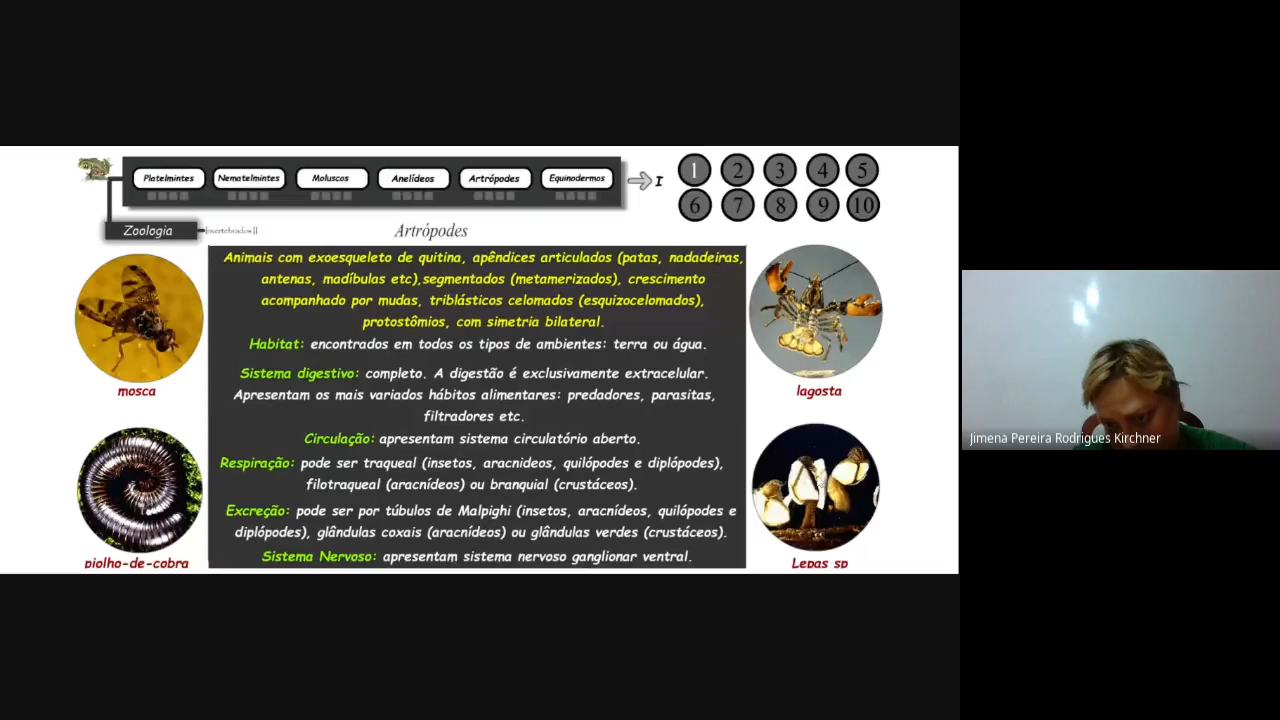 Platelmintes Nematelmintes Moluscos Anelídeos Artrópodes Equinodermos I 1 2 3 4 5
6 7 8 9 10
Zoologia Invertebrados II Artrópodes
Animais com exoesqueleto de quitina, apêndices articulados (patas, nadadeiras,
antenas, madíbulas etc),segmentados (metamerizados), crescimento
acompanhado por mudas, triblásticos celomados (esquizocelomados),
protostômios, com simetria bilateral.
Habitat: encontrados em todos os tipos de ambientes: terra ou água.
Sistema digestivo: completo. A digestão é exclusivamente extracelular.
Apresentam os mais variados hábitos alimentares: predadores, parasitas,
filtradores etc.
Circulação: apresentam sistema circulatório aberto.
Respiração: pode ser traqueal (insetos, aracnideos, quilópodes e diplópodes),
filotraqueal (aracnídeos) ou branquial (crustáceos).
Excreção: pode ser por túbulos de Malpighi (insetos, aracnídeos, quilópodes e
diplópodes), glândulas coxais (aracnídeos) ou glândulas verdes (crustáceos).
Sistema Nervoso: apresentam sistema nervoso ganglionar ventral.
mosca
piolho-de-cobra
lagosta
Lepas sp
Jimena Pereira Rodrigues Kirchner